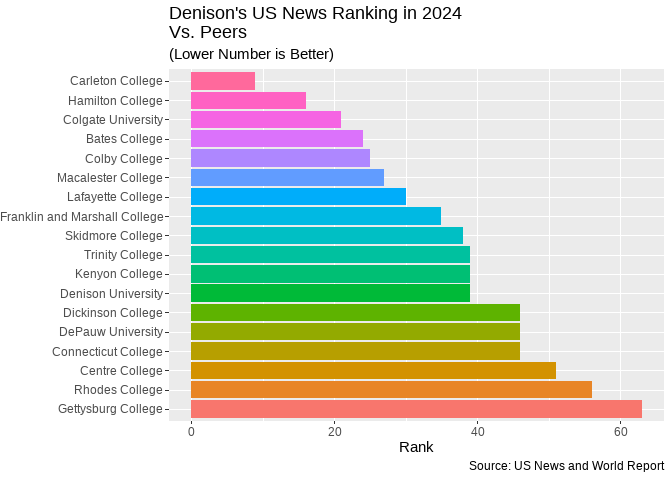 Denison's US News Ranking in 2024
Vs. Peers
(Lower Number is Better)
Carleton College
Hamilton College
Colgate University
Bates College
Colby College
Macalester College
Lafayette College
Franklin and Marshall College
Skidmore College
Trinity College
Kenyon College
Denison University
Dickinson College
DePauw University
Connecticut College
Centre College
Rhodes College
Gettysburg College
0 20 40 60
Rank
Source: US News and World Report